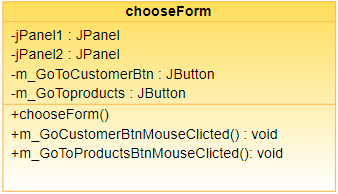 chooseForm
-jPanel1 : JPanel
-jPanel2 : JPanel
-m_GoToCustomerBtn : JButton
-m_GoToproducts : JButton
+chooseForm()
+m_GoCustomerBtnMouseClicted() : void
+m_GoToProductsBtnMouseClicted(): void